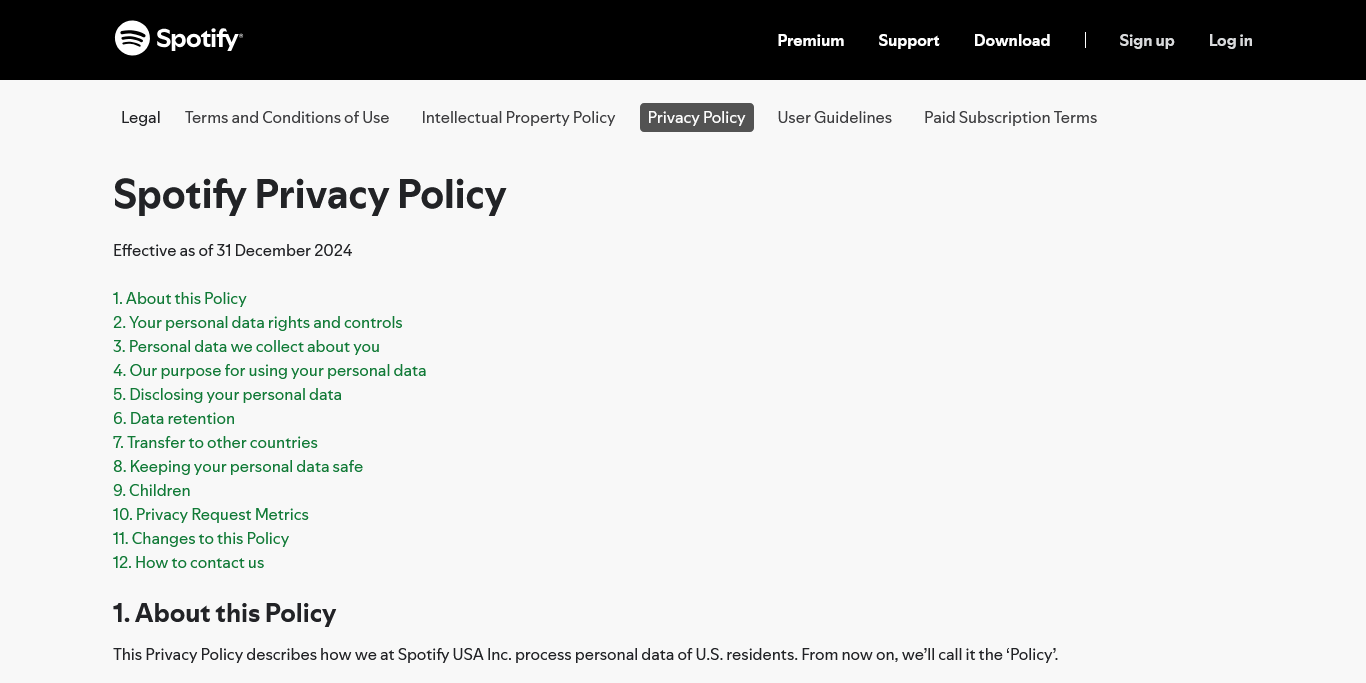 Spotify®
Premium Support Download Sign up Log in
Legal Terms and Conditions of Use Intellectual Property Policy Privacy Policy User Guidelines Paid Subscription Terms
Spotify Privacy Policy
Effective as of 31 December 2024
1. About this Policy
2. Your personal data rights and controls
3. Personal data we collect about you
4. Our purpose for using your personal data
5. Disclosing your personal data
6. Data retention
7. Transfer to other countries
8. Keeping your personal data safe
9. Children
10. Privacy Request Metrics
11. Changes to this Policy
12. How to contact us
1. About this Policy
This Privacy Policy describes how we at Spotify USA Inc. process personal data of U.S. residents. From now on, we’ll call it the ‘Policy’.